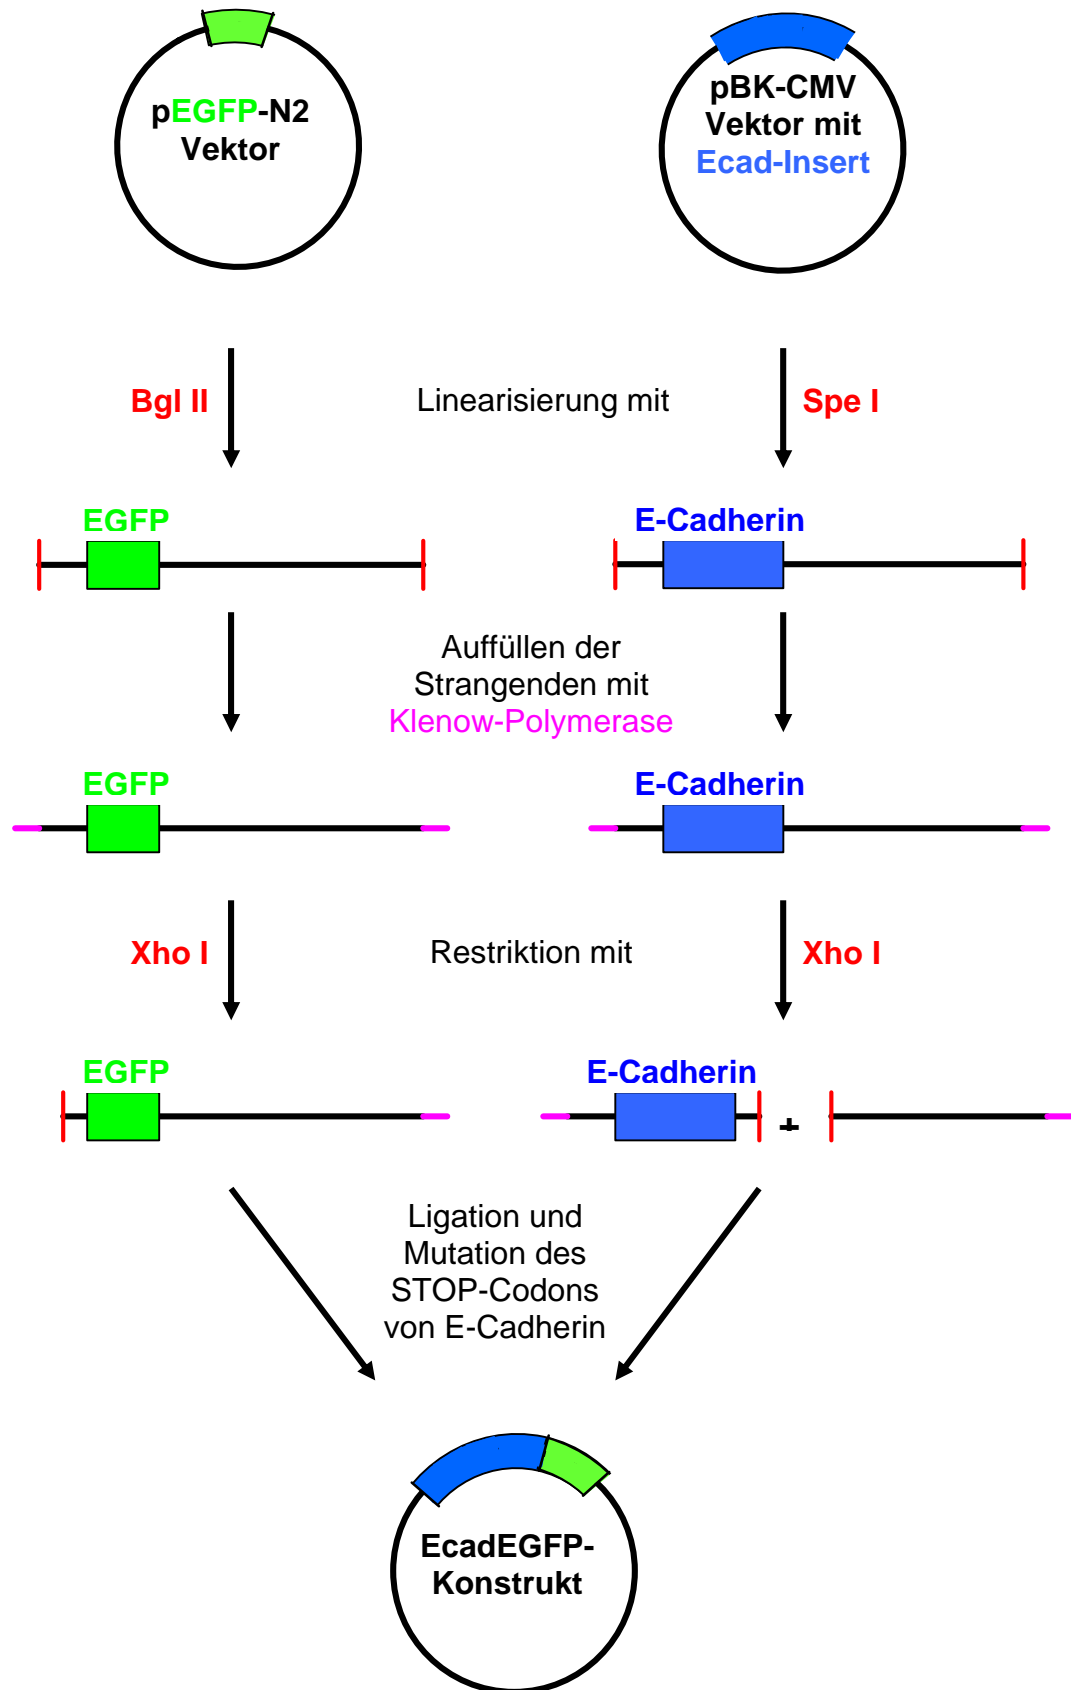 pEGFP-N2
Vektor
pBK-CMV
Vektor mit
Ecad-Insert
Bgl II
Linearisierung mit
Spe I
EGFP
E-Cadherin
Auffüllen der
Strangenden mit
Klenow-Polymerase
EGFP
E-Cadherin
Xho I
Restriktion mit
Xho I
EGFP
E-Cadherin
+
Ligation und
Mutation des
STOP-Codons
von E-Cadherin
EcadEGFP-
Konstrukt